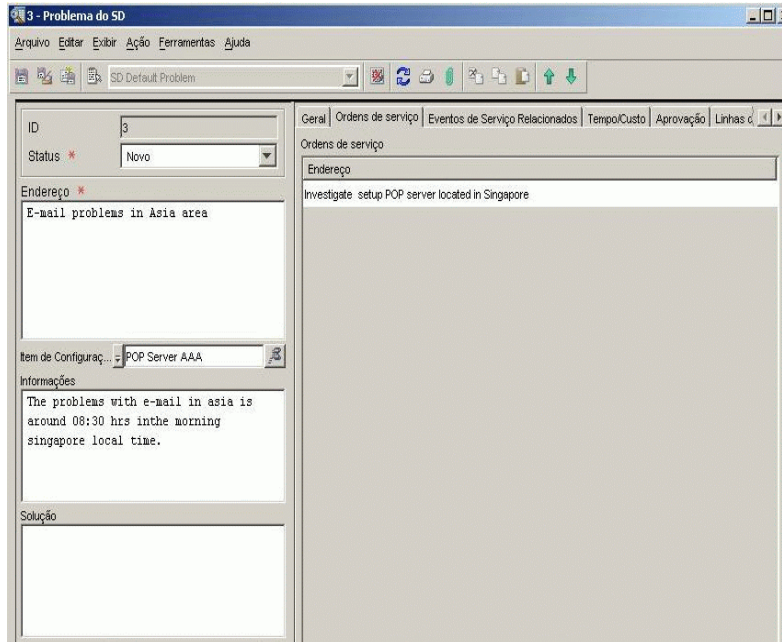 3 - Problema do SD
Arquivo Editar Exibir Ação Ferramentas Ajuda
SD Default Problem
ID 3
Status * Novo
Endereço *
E-mail problems in Asia area
Item de Configuraç... POP Server AAA
Informações
The problems with e-mail in asia is
around 08:30 hrs inthe morning
singapore local time.
Solução
Geral Ordens de serviço Eventos de Serviço Relacionados Tempo/Custo Aprovação Linhas
Ordens de serviço
Endereço
Investigate setup POP server located in Singapore